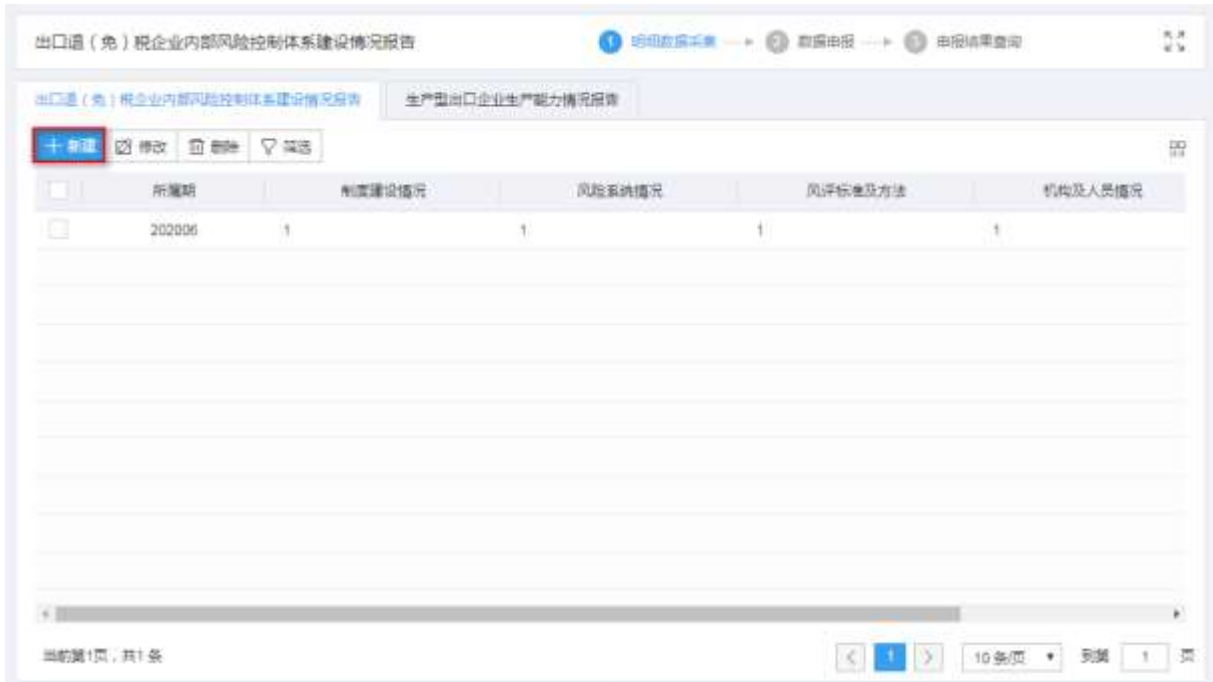 出口退（免）税企业内部风险控制体系建设情况报告 1 明细数据采集 2 数据申报 3 申报结果查询
出口退（免）税企业内部风险控制体系建设情况报告 生产型出口企业生产能力情况报告
新建 修改 删除 筛选
所属期 制度建设情况 风险系统情况 风评标准及方法 机构及人员情况
202006 1 1 1 1
当前第1页，共1条 1 10 条/页 到第 1 页